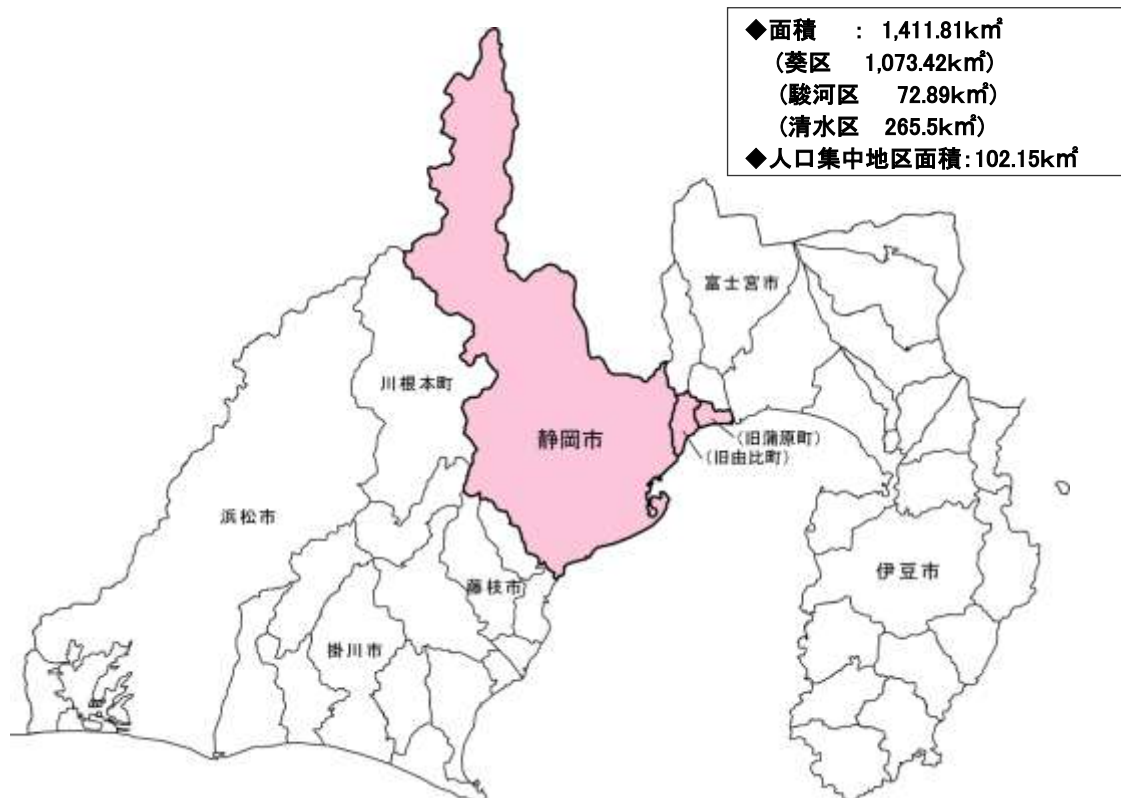 ◆面積　： 1,411.81k㎡
(葵区　1,073.42k㎡)
(駿河区　72.89k㎡)
(清水区　265.5k㎡)
◆人口集中地区面積：102.15k㎡
富士宮市
川根本町
静岡市
(旧蒲原町)
(旧由比町)
浜松市
伊豆市
藤枝市
掛川市